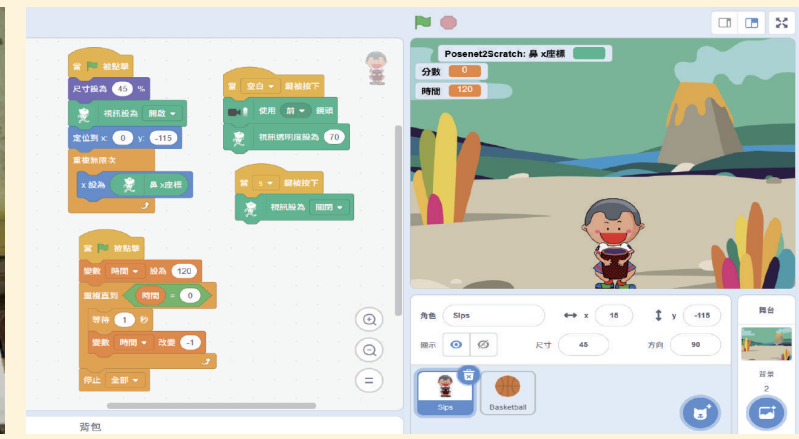 當 被點擊
尺寸設為 45 %
視訊設為 開啟
定位到 x: 0 y: -115
重複無限次
x 設為 鼻 x座標
當 空白 鍵被按下
使用 前 鏡頭
視訊透明度設為 70
當 s 鍵被按下
視訊設為 關閉
當 被點擊
變數 時間 設為 120
重複直到 時間 = 0
等待 1 秒
變數 時間 改變 -1
停止 全部
背包
Posenet2Scratch: 鼻 x座標
分數 0
時間 120
角色 Sips x 18 y -115
顯示 尺寸 45 方向 90
Sips
Basketball
舞台
背景
2